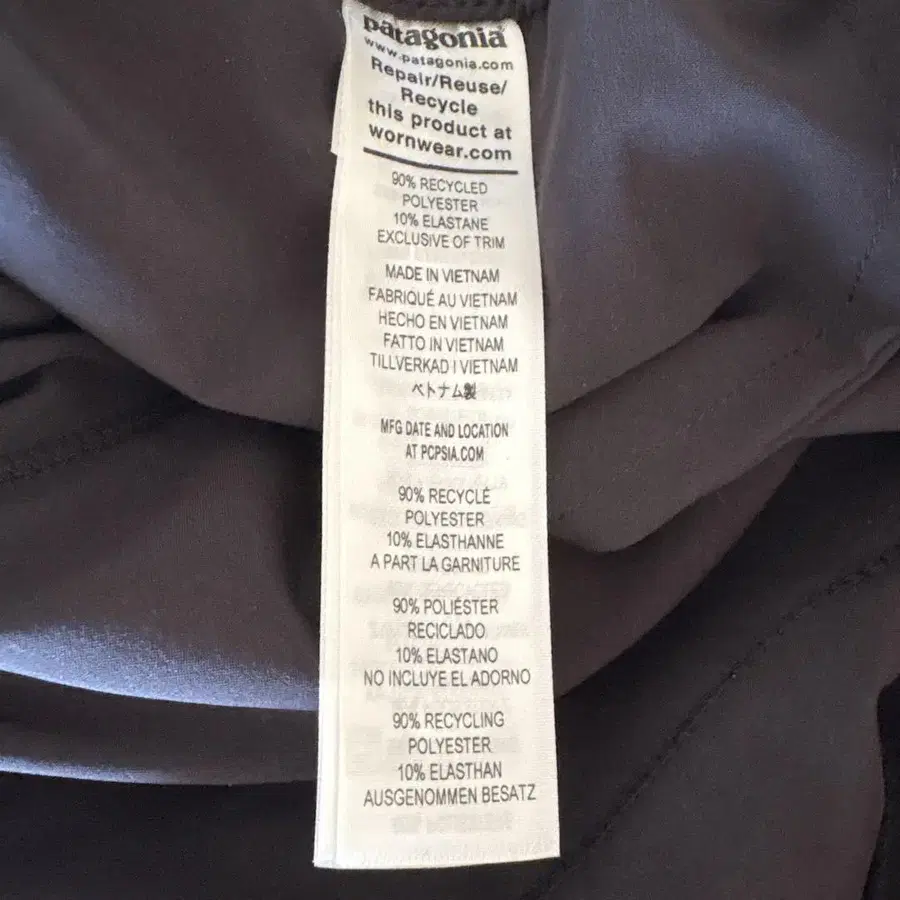 patagonia
www.patagonia.com
Repair/Reuse/
Recycle
this product at
wornwear.com
90% RECYCLED
POLYESTER
10% ELASTANE
EXCLUSIVE OF TRIM
MADE IN VIETNAM
FABRIQUÉ AU VIETNAM
HECHO EN VIETNAM
FATTO IN VIETNAM
TILLVERKAD I VIETNAM
ベトナム製
MFG DATE AND LOCATION
AT PCPSIA.COM
90% RECYCLÉ
POLYESTER
10% ELASTHANNE
A PART LA GARNITURE
90% POLIÉSTER
RECICLADO
10% ELASTANO
NO INCLUYE EL ADORNO
90% RECYCLING
POLYESTER
10% ELASTHAN
AUSGENOMMEN BESATZ